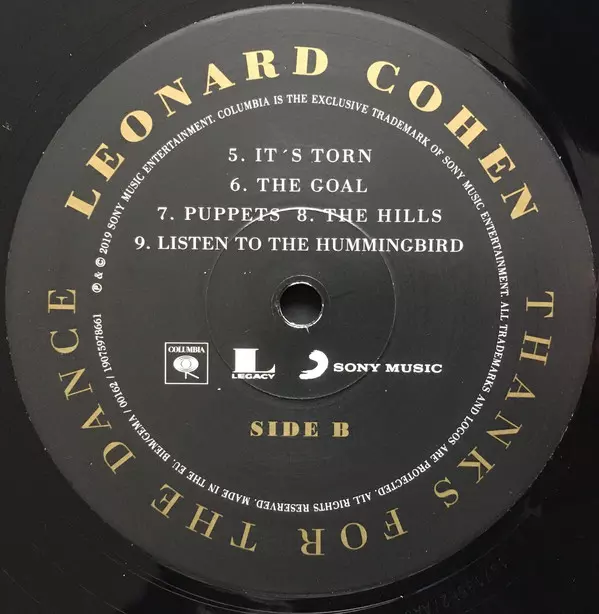 LEONARD COHEN
THANKS FOR THE DANCE
℗ & © 2019 SONY MUSIC ENTERTAINMENT. COLUMBIA IS THE EXCLUSIVE TRADEMARK OF SONY MUSIC ENTERTAINMENT. ALL TRADEMARKS AND LOGOS ARE PROTECTED. ALL RIGHTS RESERVED. MADE IN THE EU. BIEM/GEMA / 00162 / 19075978661
5. IT´S TORN
6. THE GOAL
7. PUPPETS 8. THE HILLS
9. LISTEN TO THE HUMMINGBIRD
COLUMBIA
L
LEGACY
SONY MUSIC
SIDE B